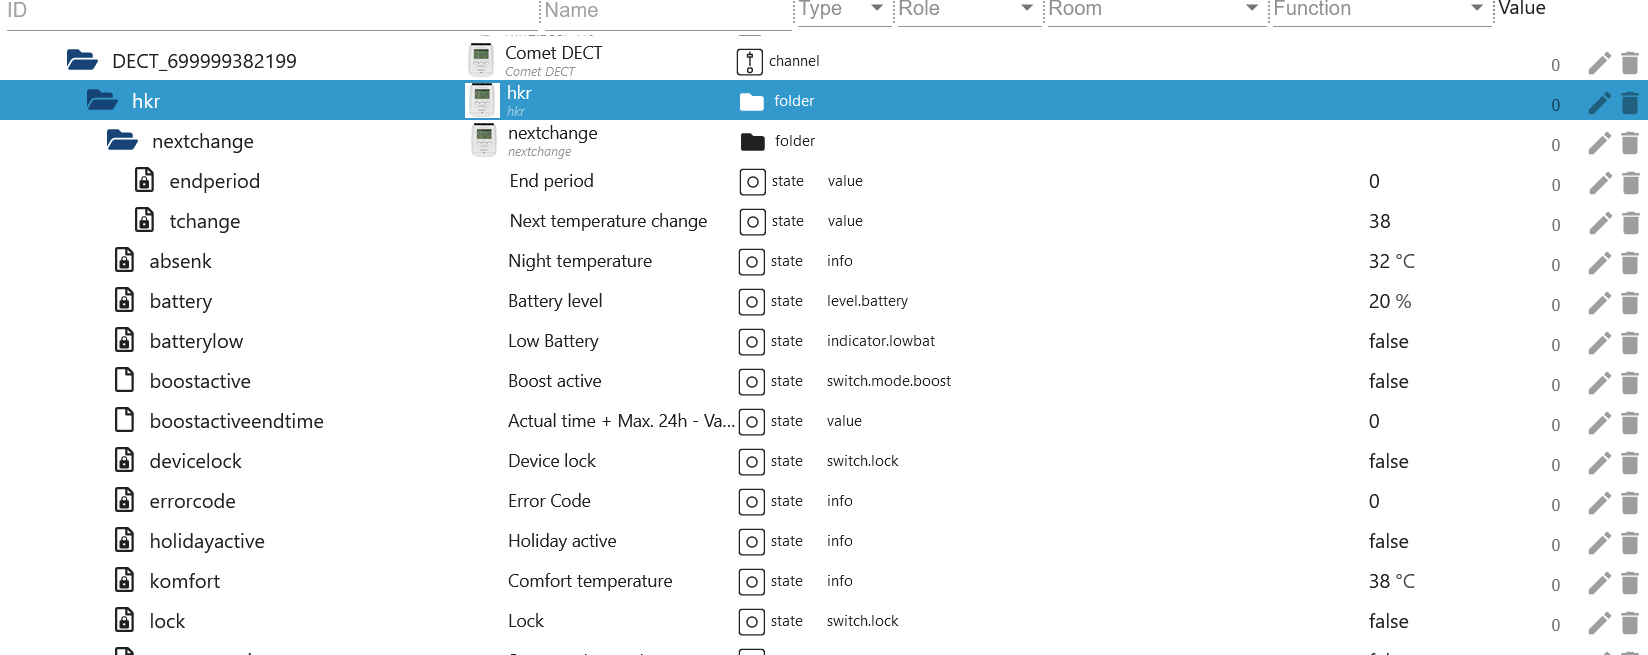 ID Name Type Role Room Function Value
DECT_699999382199 Comet DECT channel 0
Comet DECT
hkr hkr folder 0
hkr
nextchange nextchange folder 0
nextchange
endperiod End period state value 0 0
tchange Next temperature change state value 38 0
absenk Night temperature state info 32 °C 0
battery Battery level state level.battery 20 % 0
batterylow Low Battery state indicator.lowbat false 0
boostactive Boost active state switch.mode.boost false 0
boostactiveendtime Actual time + Max. 24h - Va... state value 0 0
devicelock Device lock state switch.lock false 0
errorcode Error Code state info 0 0
holidayactive Holiday active state info false 0
komfort Comfort temperature state info 38 °C 0
lock Lock state switch.lock false 0